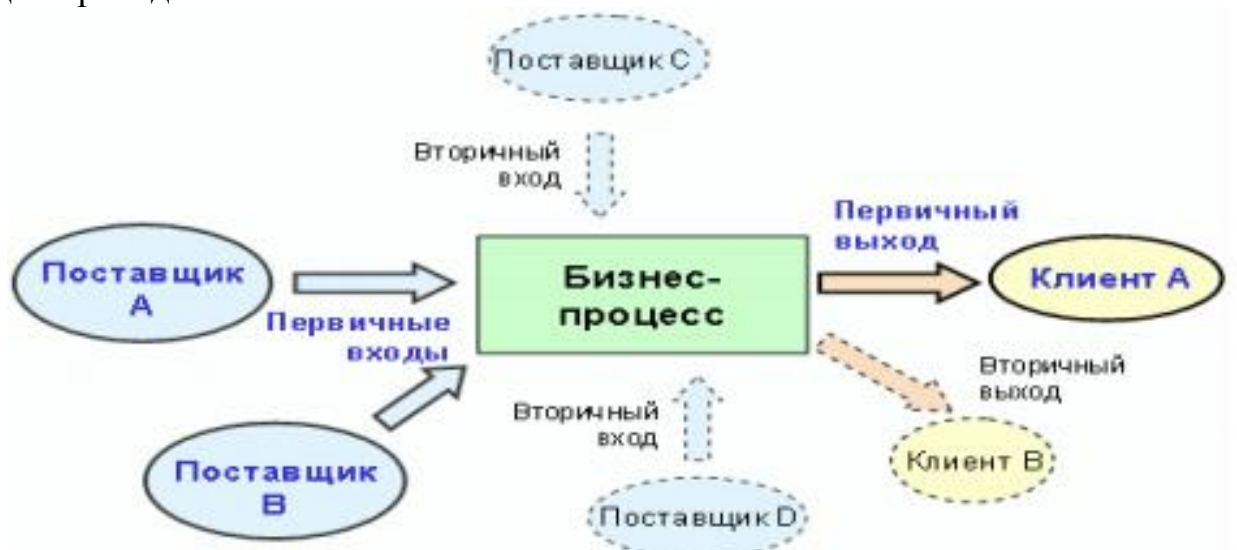 Поставщик С
Вторичный
вход
Первичный
выход
Поставщик
А
Первичные
входы
Бизнес-
процесс
Клиент А
Вторичный
выход
Вторичный
вход
Клиент В
Поставщик
В
Поставщик D